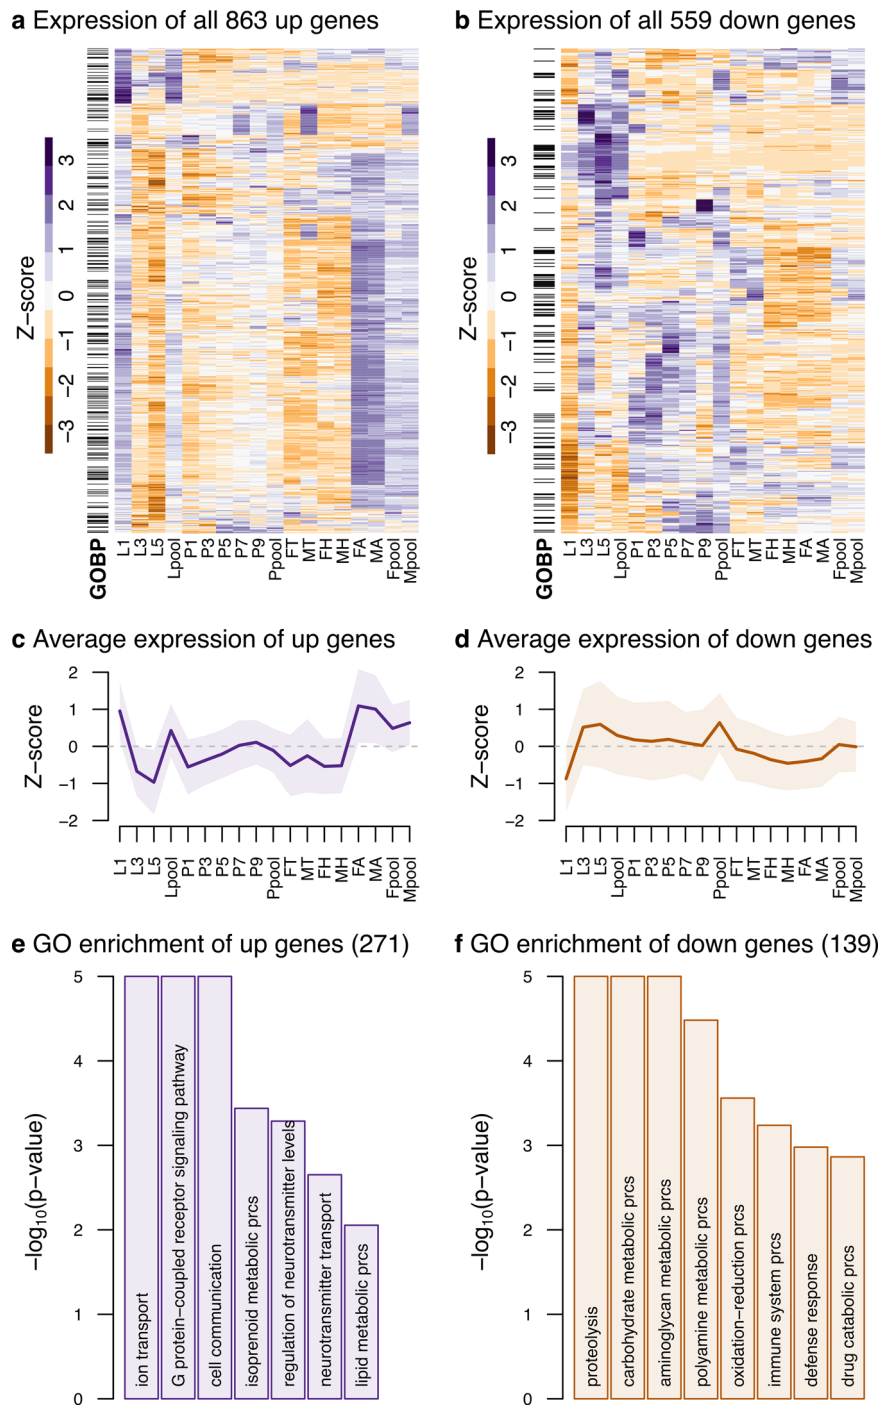 a Expression of all 863 up genes
b Expression of all 559 down genes
Z−score
3
2
1
0
−1
−2
−3
GOBP
L1
L3
L5
Lpool
P1
P3
P5
P7
P9
Ppool
FT
MT
FH
MH
FA
MA
Fpool
Mpool
Z−score
3
2
1
0
−1
−2
−3
GOBP
L1
L3
L5
Lpool
P1
P3
P5
P7
P9
Ppool
FT
MT
FH
MH
FA
MA
Fpool
Mpool
c Average expression of up genes
Z−score
2
1
0
−1
−2
L1
L3
L5
Lpool
P1
P3
P5
P7
P9
Ppool
FT
MT
FH
MH
FA
MA
Fpool
Mpool
d Average expression of down genes
Z−score
2
1
0
−1
−2
L1
L3
L5
Lpool
P1
P3
P5
P7
P9
Ppool
FT
MT
FH
MH
FA
MA
Fpool
Mpool
e GO enrichment of up genes (271)
−log10(p−value)
5
4
3
2
1
0
ion transport
G protein−coupled receptor signaling pathway
cell communication
isoprenoid metabolic prcs
regulation of neurotransmitter levels
neurotransmitter transport
lipid metabolic prcs
f GO enrichment of down genes (139)
−log10(p−value)
5
4
3
2
1
0
proteolysis
carbohydrate metabolic prcs
aminoglycan metabolic prcs
polyamine metabolic prcs
oxidation−reduction prcs
immune system prcs
defense response
drug catabolic prcs